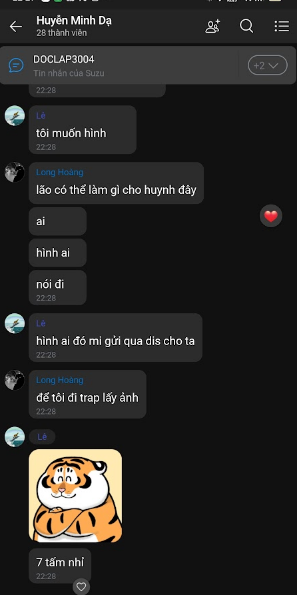 Huyễn Minh Dạ
28 thành viên
DOCLAP3004
Tin nhắn của Suzu
+2
22:28
Lê
tôi muốn hình
22:28
Long Hoàng
lão có thể làm gì cho huynh đây
ai
hình ai
nói đi
22:28
Lê
hình ai đó mi gửi qua dis cho ta
22:28
Long Hoàng
để tôi đi trap lấy ảnh
22:28
Lê
7 tấm nhỉ
22:28